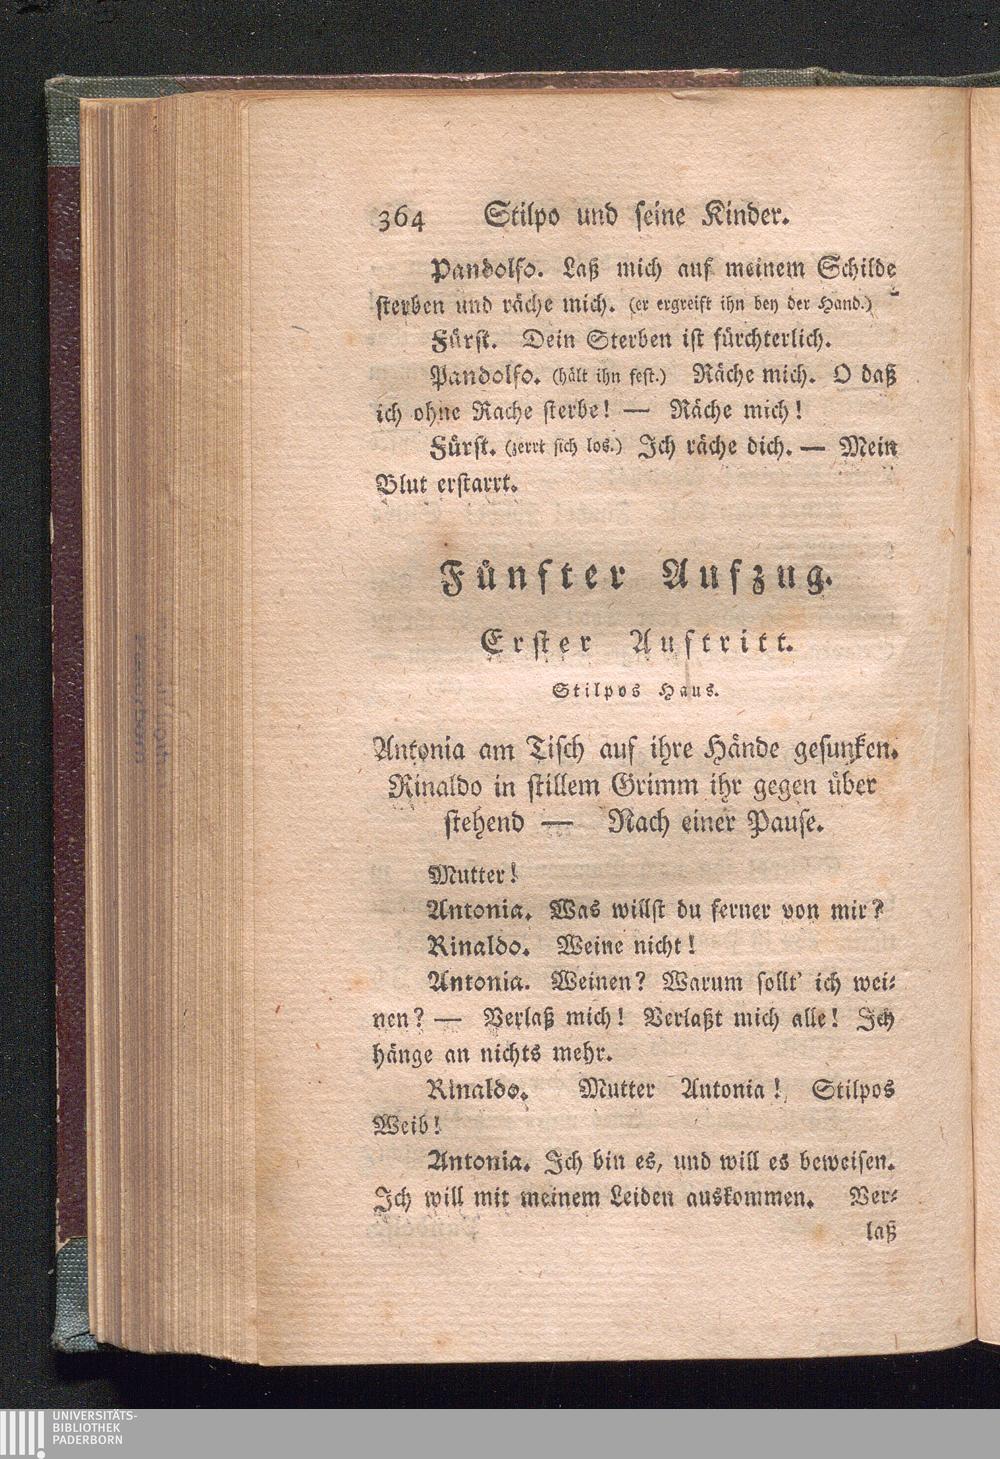 364 Stilpo und ſeine Kinder.
Pandolfo. Laß mich auf meinem Schilde
ſterben und räche mich. (er ergreift ihn bey der Hand.)
Fürſt. Dein Sterben iſt fürchterlich.
Pandolfo. (hält ihn feſt.) Räche mich. O daß
ich ohne Rache ſterbe! — Räche mich!
Fürſt. (zerrt ſich los.) Ich räche dich. — Mein
Blut erſtarrt.
Fünfter Aufzug.
Erſter Auftritt.
Stilpos Haus.
Antonia am Tiſch auf ihre Hände geſunken.
Rinaldo in ſtillem Grimm ihr gegen über
ſtehend — Nach einer Pauſe.
Mutter!
Antonia. Was willſt du ferner von mir?
Rinaldo. Weine nicht!
Antonia. Weinen? Warum ſollt' ich wei-
nen? — Verlaß mich! Verlaßt mich alle! Ich
hänge an nichts mehr.
Rinaldo. Mutter Antonia! Stilpos
Weib!
Antonia. Ich bin es, und will es beweiſen.
Ich will mit meinem Leiden auskommen. Ver-
laß
UNIVERSITÄTS-
BIBLIOTHEK
PADERBORN